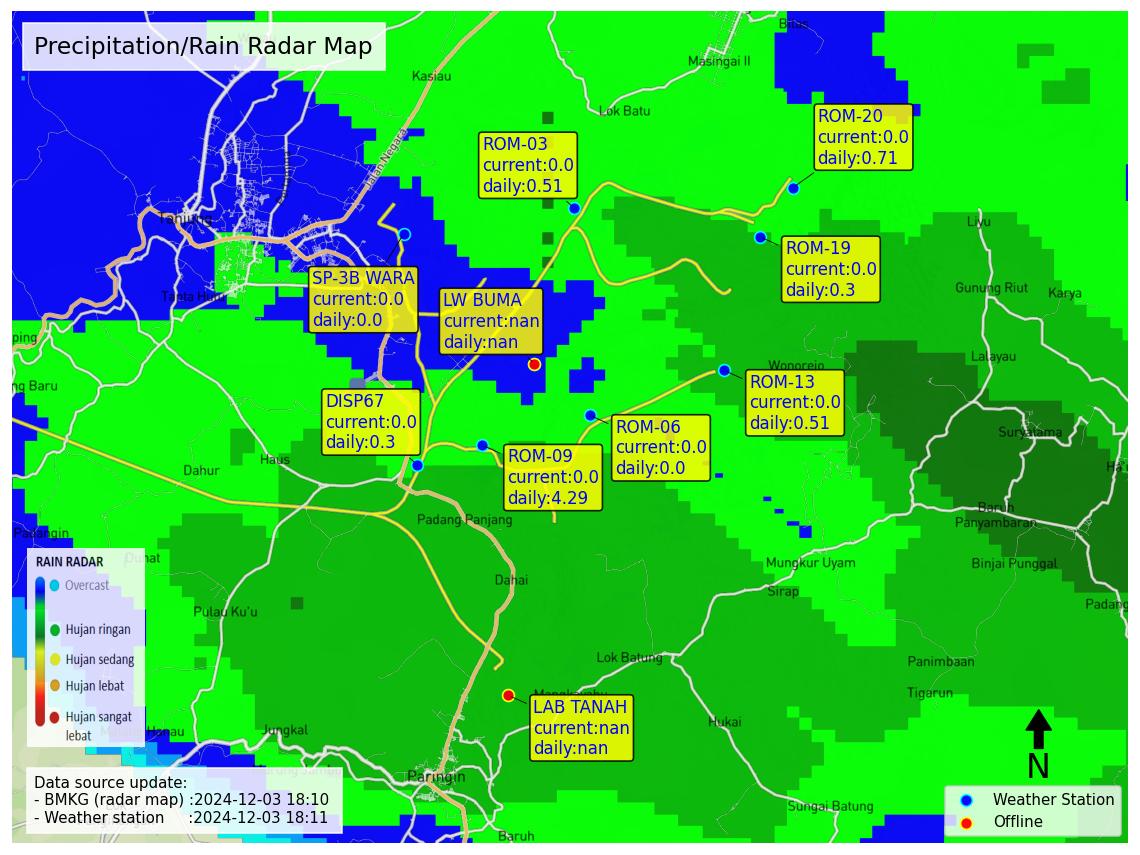 Precipitation/Rain Radar Map
Bilas
Masingai II
Kasiau
Lok Batu
Jalan Negara
ROM-20
current:0.0
daily:0.71
ROM-03
current:0.0
daily:0.51
Tanjung
Liyu
ROM-19
current:0.0
daily:0.3
SP-3B WARA
current:0.0
daily:0.0
LW BUMA
current:nan
daily:nan
Gunung Riut
Karya
ping
Lalayau
Wonorejo
ng Baru
ROM-13
current:0.0
daily:0.51
DISP67
current:0.0
daily:0.3
ROM-06
current:0.0
daily:0.0
Suryatama
Haus
Dahur
ROM-09
current:0.0
daily:4.29
Baruh
Panyambaran
Padang Panjang
Padangin
RAIN RADAR
Overcast
Hujan ringan
Hujan sedang
Hujan lebat
Hujan sangat
lebat
Mungkur Uyam
Binjai Punggal
Dahai
Sirap
Padang
Pulau Ku'u
Lok Batung
Panimbaan
Tigarun
LAB TANAH
current:nan
daily:nan
Hukai
Jungkal
N
Paringin
Sungai Batung
Baruh
Data source update:
- BMKG (radar map) :2024-12-03 18:10
- Weather station :2024-12-03 18:11
Weather Station
Offline